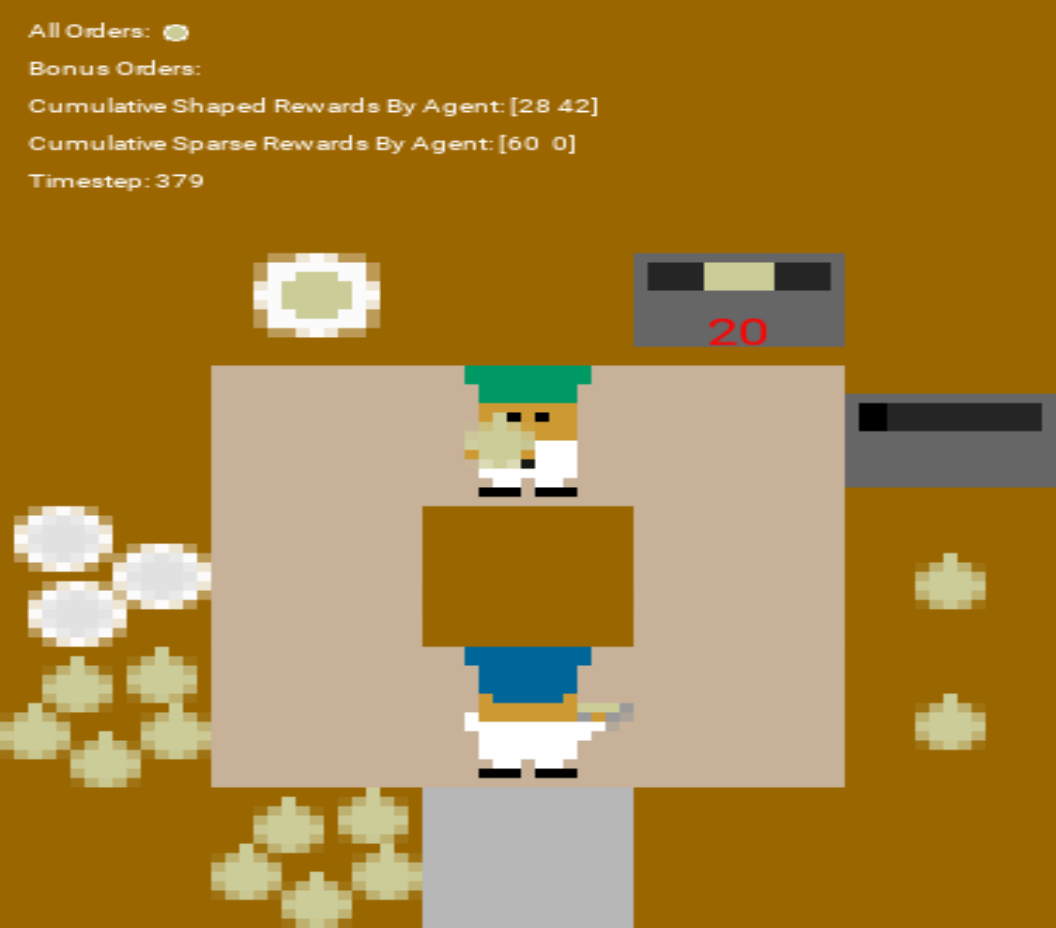 All Orders:
Bonus Orders:
Cumulative Shaped Rewards By Agent: [28 42]
Cumulative Sparse Rewards By Agent: [60 0]
Timestep: 379
20